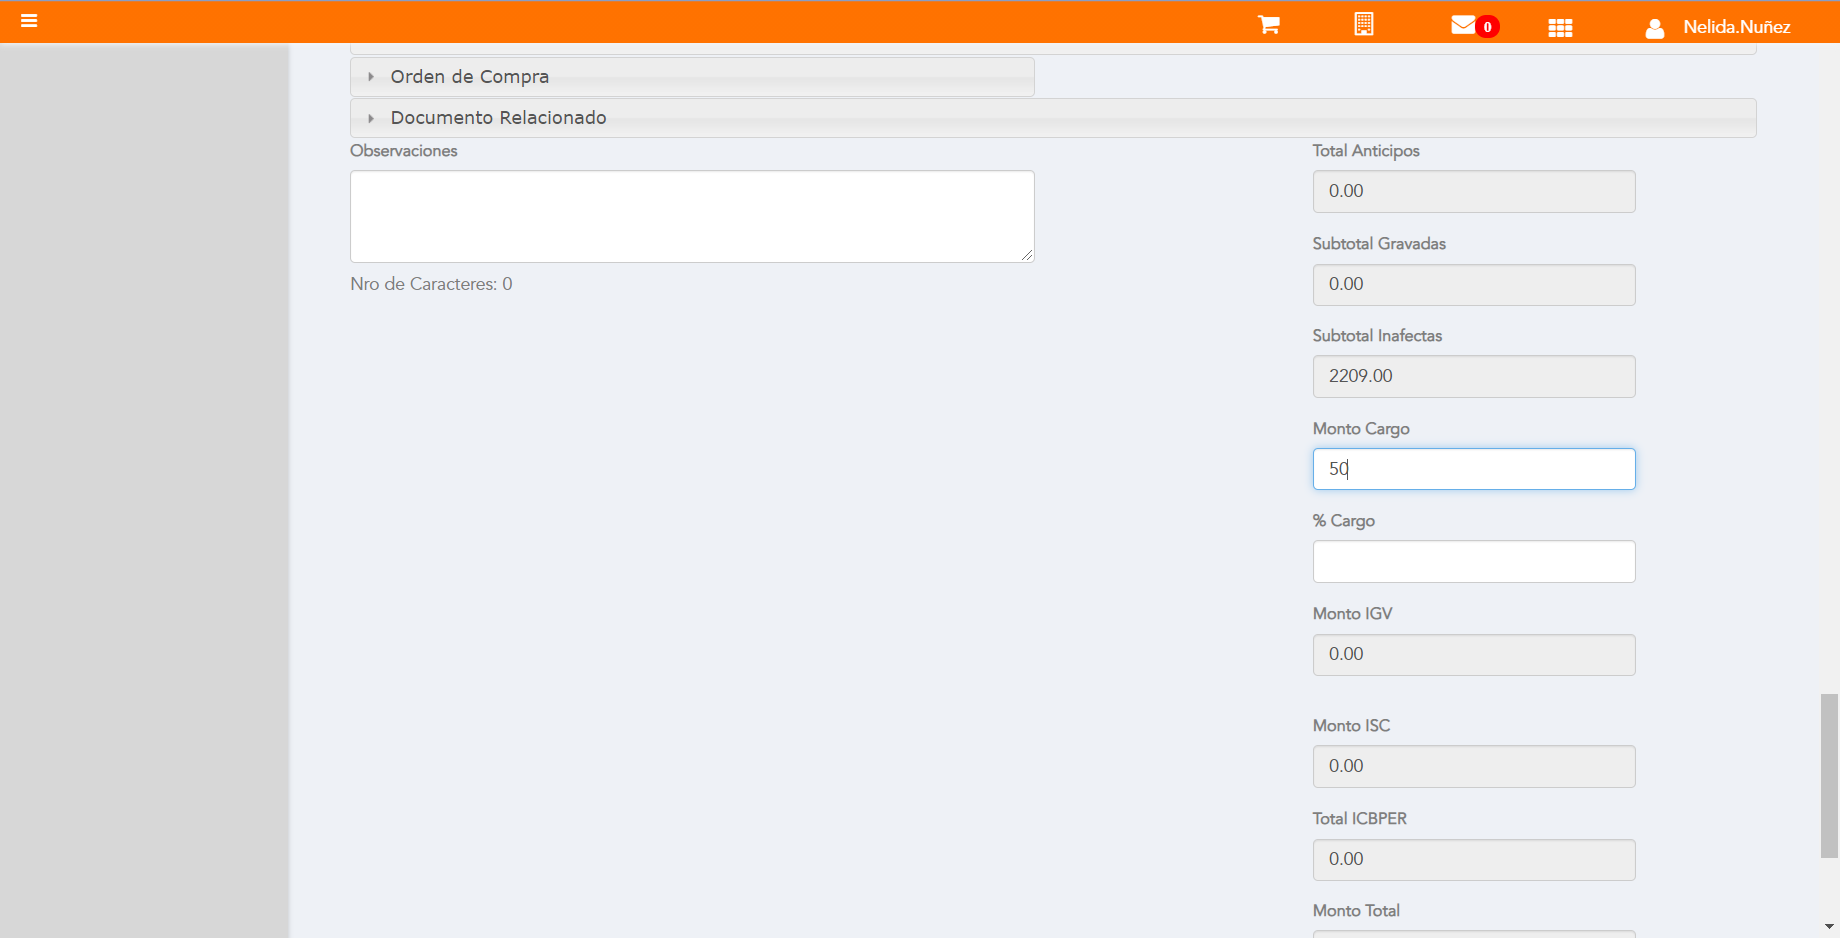 0
Nelida.Nuñez
Orden de Compra
Documento Relacionado
Observaciones
Nro de Caracteres: 0
Total Anticipos
0.00
Subtotal Gravadas
0.00
Subtotal Inafectas
2209.00
Monto Cargo
50
% Cargo
Monto IGV
0.00
Monto ISC
0.00
Total ICBPER
0.00
Monto Total